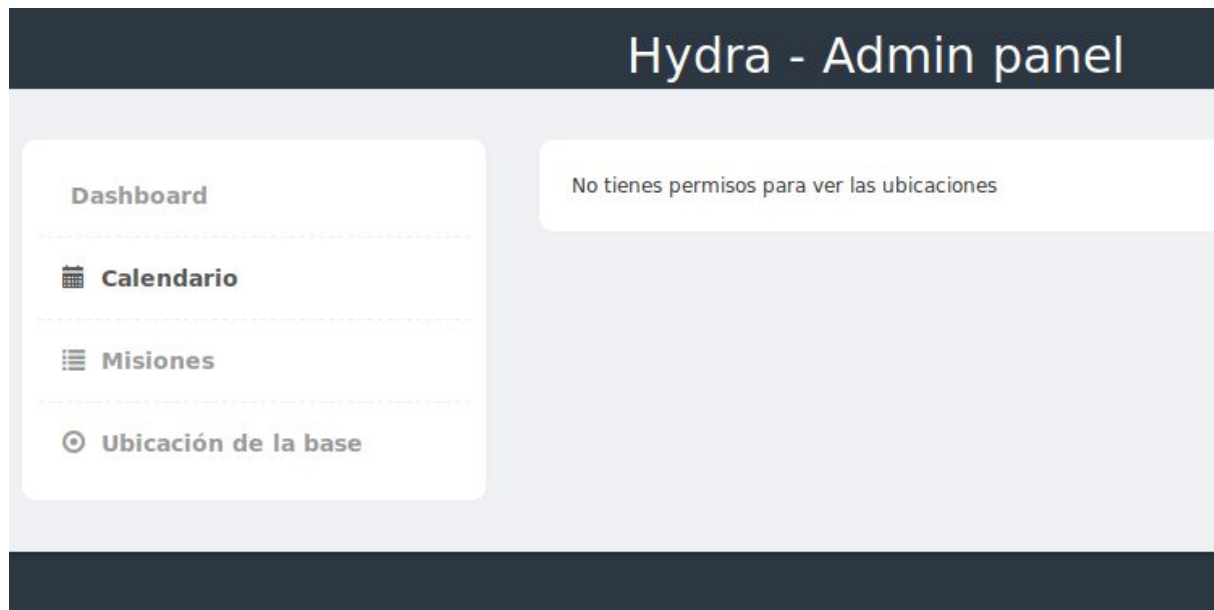 Hydra - Admin panel
Dashboard
Calendario
Misiones
Ubicación de la base
No tienes permisos para ver las ubicaciones